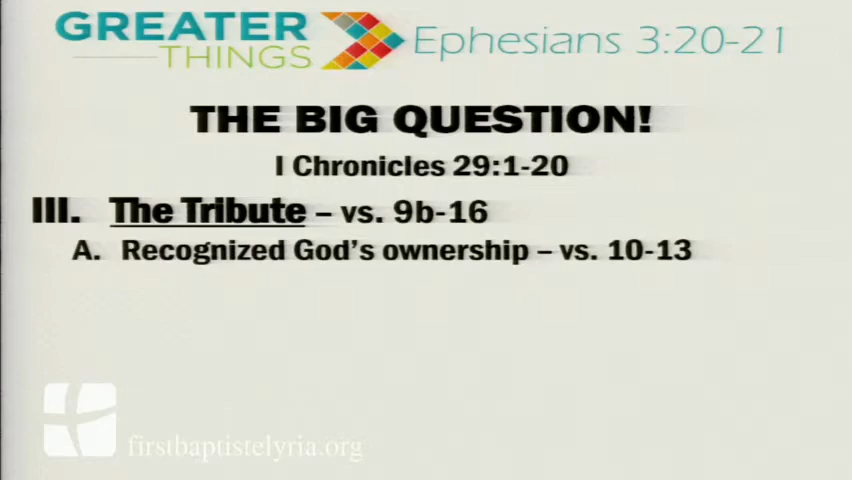 GREATER
THINGS
Ephesians 3:20-21
THE BIG QUESTION!
I Chronicles 29:1-20
III. The Tribute – vs. 9b-16
A. Recognized God's ownership – vs. 10-13
firstbaptistelyria.org